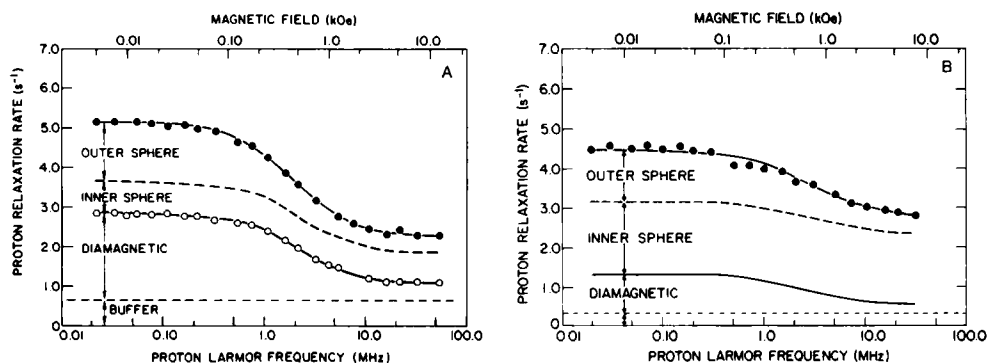 MAGNETIC FIELD (kOe)
0.01 0.1 1.0 10
A
7.0
6.0
5.0
4.0
3.0
2.0
1.0
0
PROTON RELAXATION RATE (s⁻¹)
OUTER SPHERE
INNER SPHERE
DIAMAGNETIC
BUFFER
0.01 0.10 1.0 10.0 100.0
PROTON LARMOR FREQUENCY (MHz)
MAGNETIC FIELD (kOe)
0.01 0.1 1.0 10
B
7.0
6.0
5.0
4.0
3.0
2.0
1.0
0
PROTON RELAXATION RATE (s⁻¹)
OUTER SPHERE
INNER SPHERE
DIAMAGNETIC
0.01 0.10 1.0 10.0 100.0
PROTON LARMOR FREQUENCY (MHz)